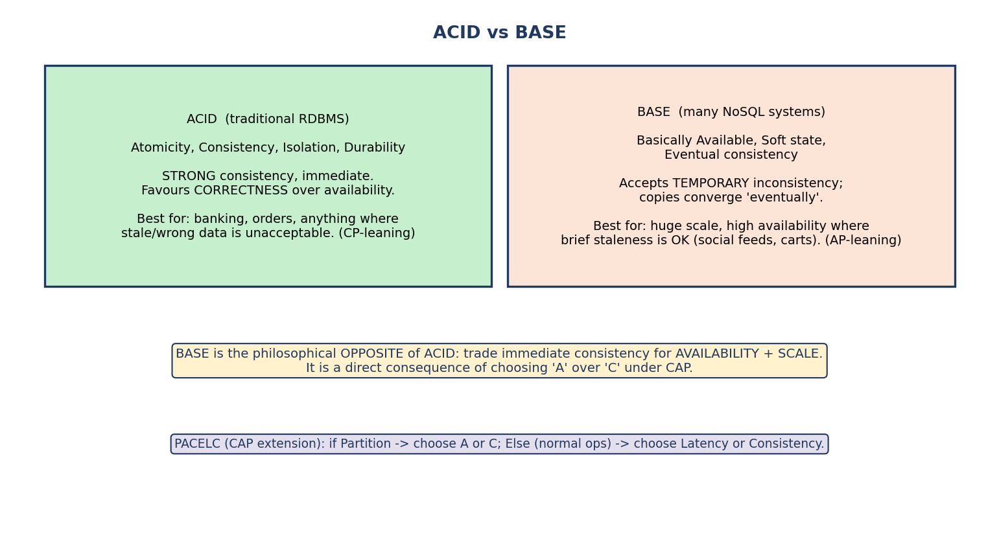 ACID vs BASE
ACID  (traditional RDBMS)
Atomicity, Consistency, Isolation, Durability
STRONG consistency, immediate.
Favours CORRECTNESS over availability.
Best for: banking, orders, anything where
stale/wrong data is unacceptable. (CP-leaning)
BASE  (many NoSQL systems)
Basically Available, Soft state,
Eventual consistency
Accepts TEMPORARY inconsistency;
copies converge 'eventually'.
Best for: huge scale, high availability where
brief staleness is OK (social feeds, carts). (AP-leaning)
BASE is the philosophical OPPOSITE of ACID: trade immediate consistency for AVAILABILITY + SCALE.
It is a direct consequence of choosing 'A' over 'C' under CAP.
PACELC (CAP extension): if Partition -> choose A or C; Else (normal ops) -> choose Latency or Consistency.